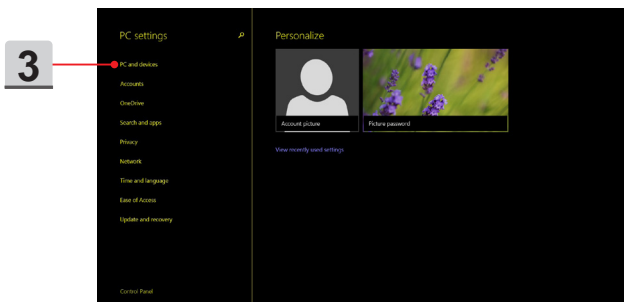 3
PC settings
PC and devices
Accounts
OneDrive
Search and apps
Privacy
Network
Time and language
Ease of Access
Update and recovery
Control Panel
Personalize
Account picture
Picture password
View recently used settings